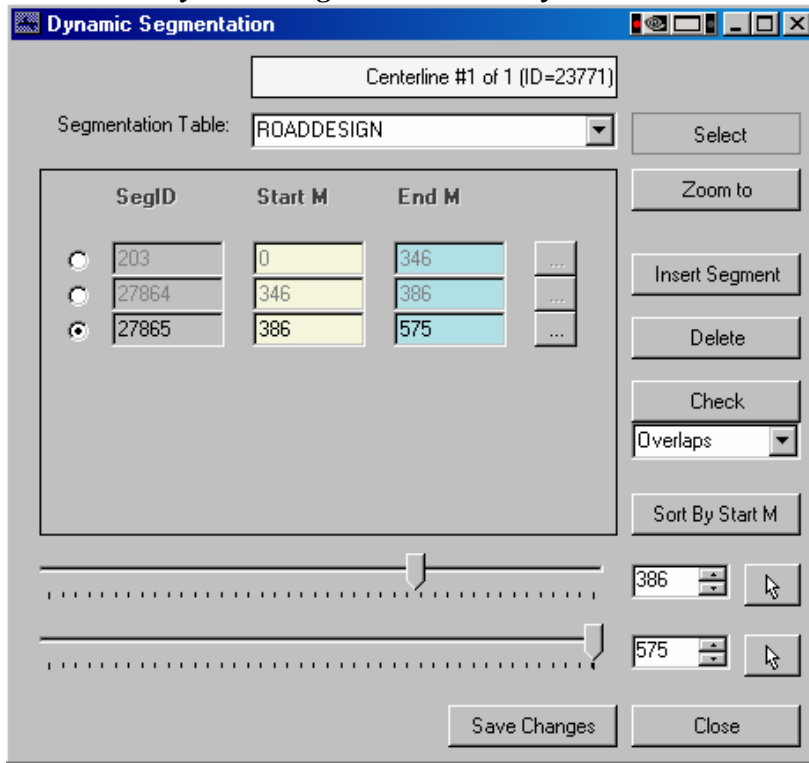 Dynamic Segmentation
Centerline #1 of 1 (ID=23771)
Segmentation Table: ROADDESIGN
Select
Zoom to
SegID Start M End M
203 0 346 ...
27864 346 386 ...
27865 386 575 ...
Insert Segment
Delete
Check
Overlaps
Sort By Start M
386
575
Save Changes Close